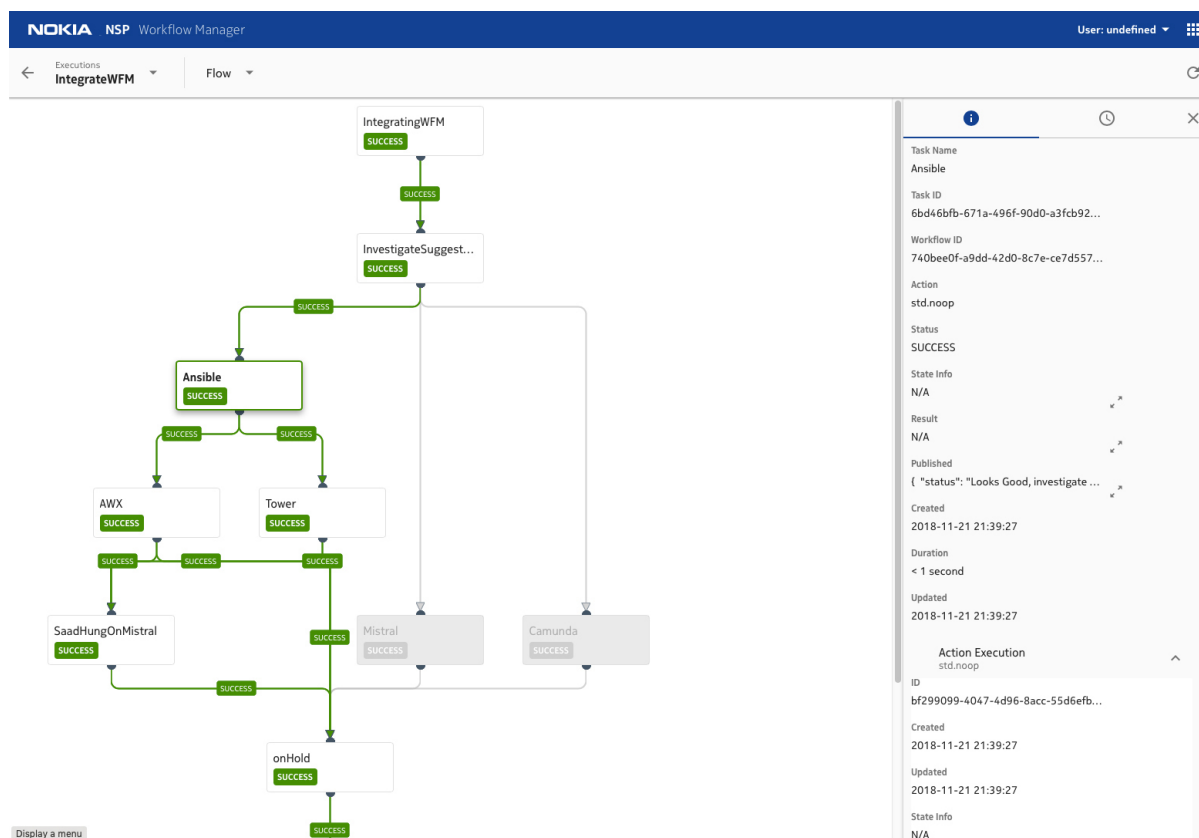 NOKIA NSP Workflow Manager
User: undefined
Executions
IntegrateWFM
Flow
IntegratingWFM
SUCCESS
SUCCESS
InvestigateSuggest...
SUCCESS
SUCCESS
Ansible
SUCCESS
SUCCESS
SUCCESS
AWX
SUCCESS
Tower
SUCCESS
SUCCESS
SUCCESS
SUCCESS
SaadHungOnMistral
SUCCESS
SUCCESS
Mistral
SUCCESS
Camunda
SUCCESS
SUCCESS
onHold
SUCCESS
SUCCESS
Display a menu
Task Name
Ansible
Task ID
6bd46bfb-671a-496f-90d0-a3fcb92...
Workflow ID
740bee0f-a9dd-42d0-8c7e-ce7d557...
Action
std.noop
Status
SUCCESS
State Info
N/A
Result
N/A
Published
{ "status": "Looks Good, investigate ...
Created
2018-11-21 21:39:27
Duration
< 1 second
Updated
2018-11-21 21:39:27
Action Execution
std.noop
ID
bf299099-4047-4d96-8acc-55d6efb...
Created
2018-11-21 21:39:27
Updated
2018-11-21 21:39:27
State Info
N/A